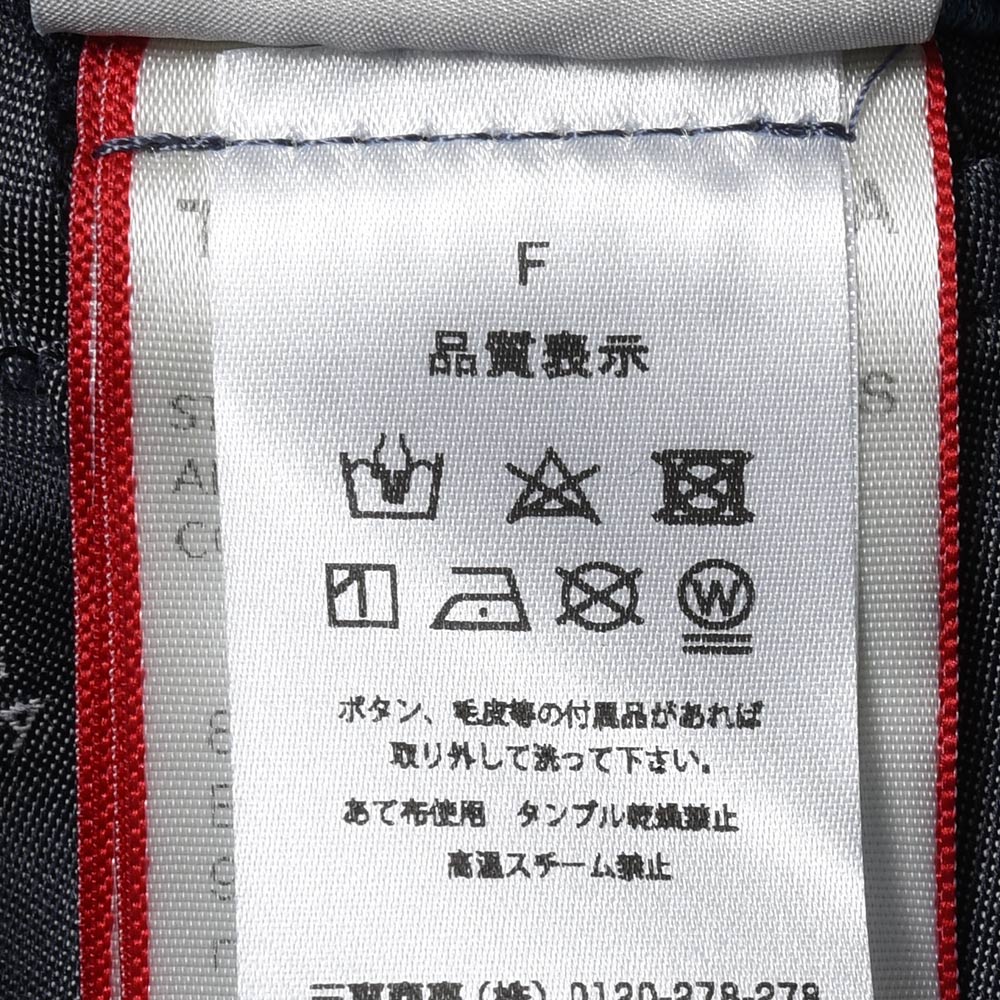 F
品質表示
W
ボタン、毛皮等の付属品があれば
取り外して洗って下さい。
あて布使用 タンブル乾燥禁止
高温スチーム禁止
(株) 0120-278-278